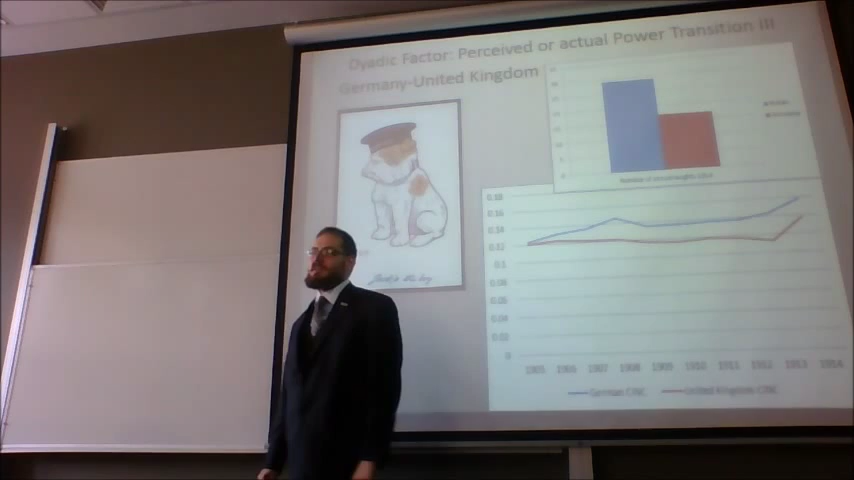 Dyadic Factor: Perceived or actual Power Transition III
Germany-United Kingdom
0.18
0.16
0.14
0.12
0.1
0.08
0.06
0.04
0.02
0
1905 1906 1907 1908 1909 1910 1911 1912 1913 1914
German CINC United Kingdom CINC